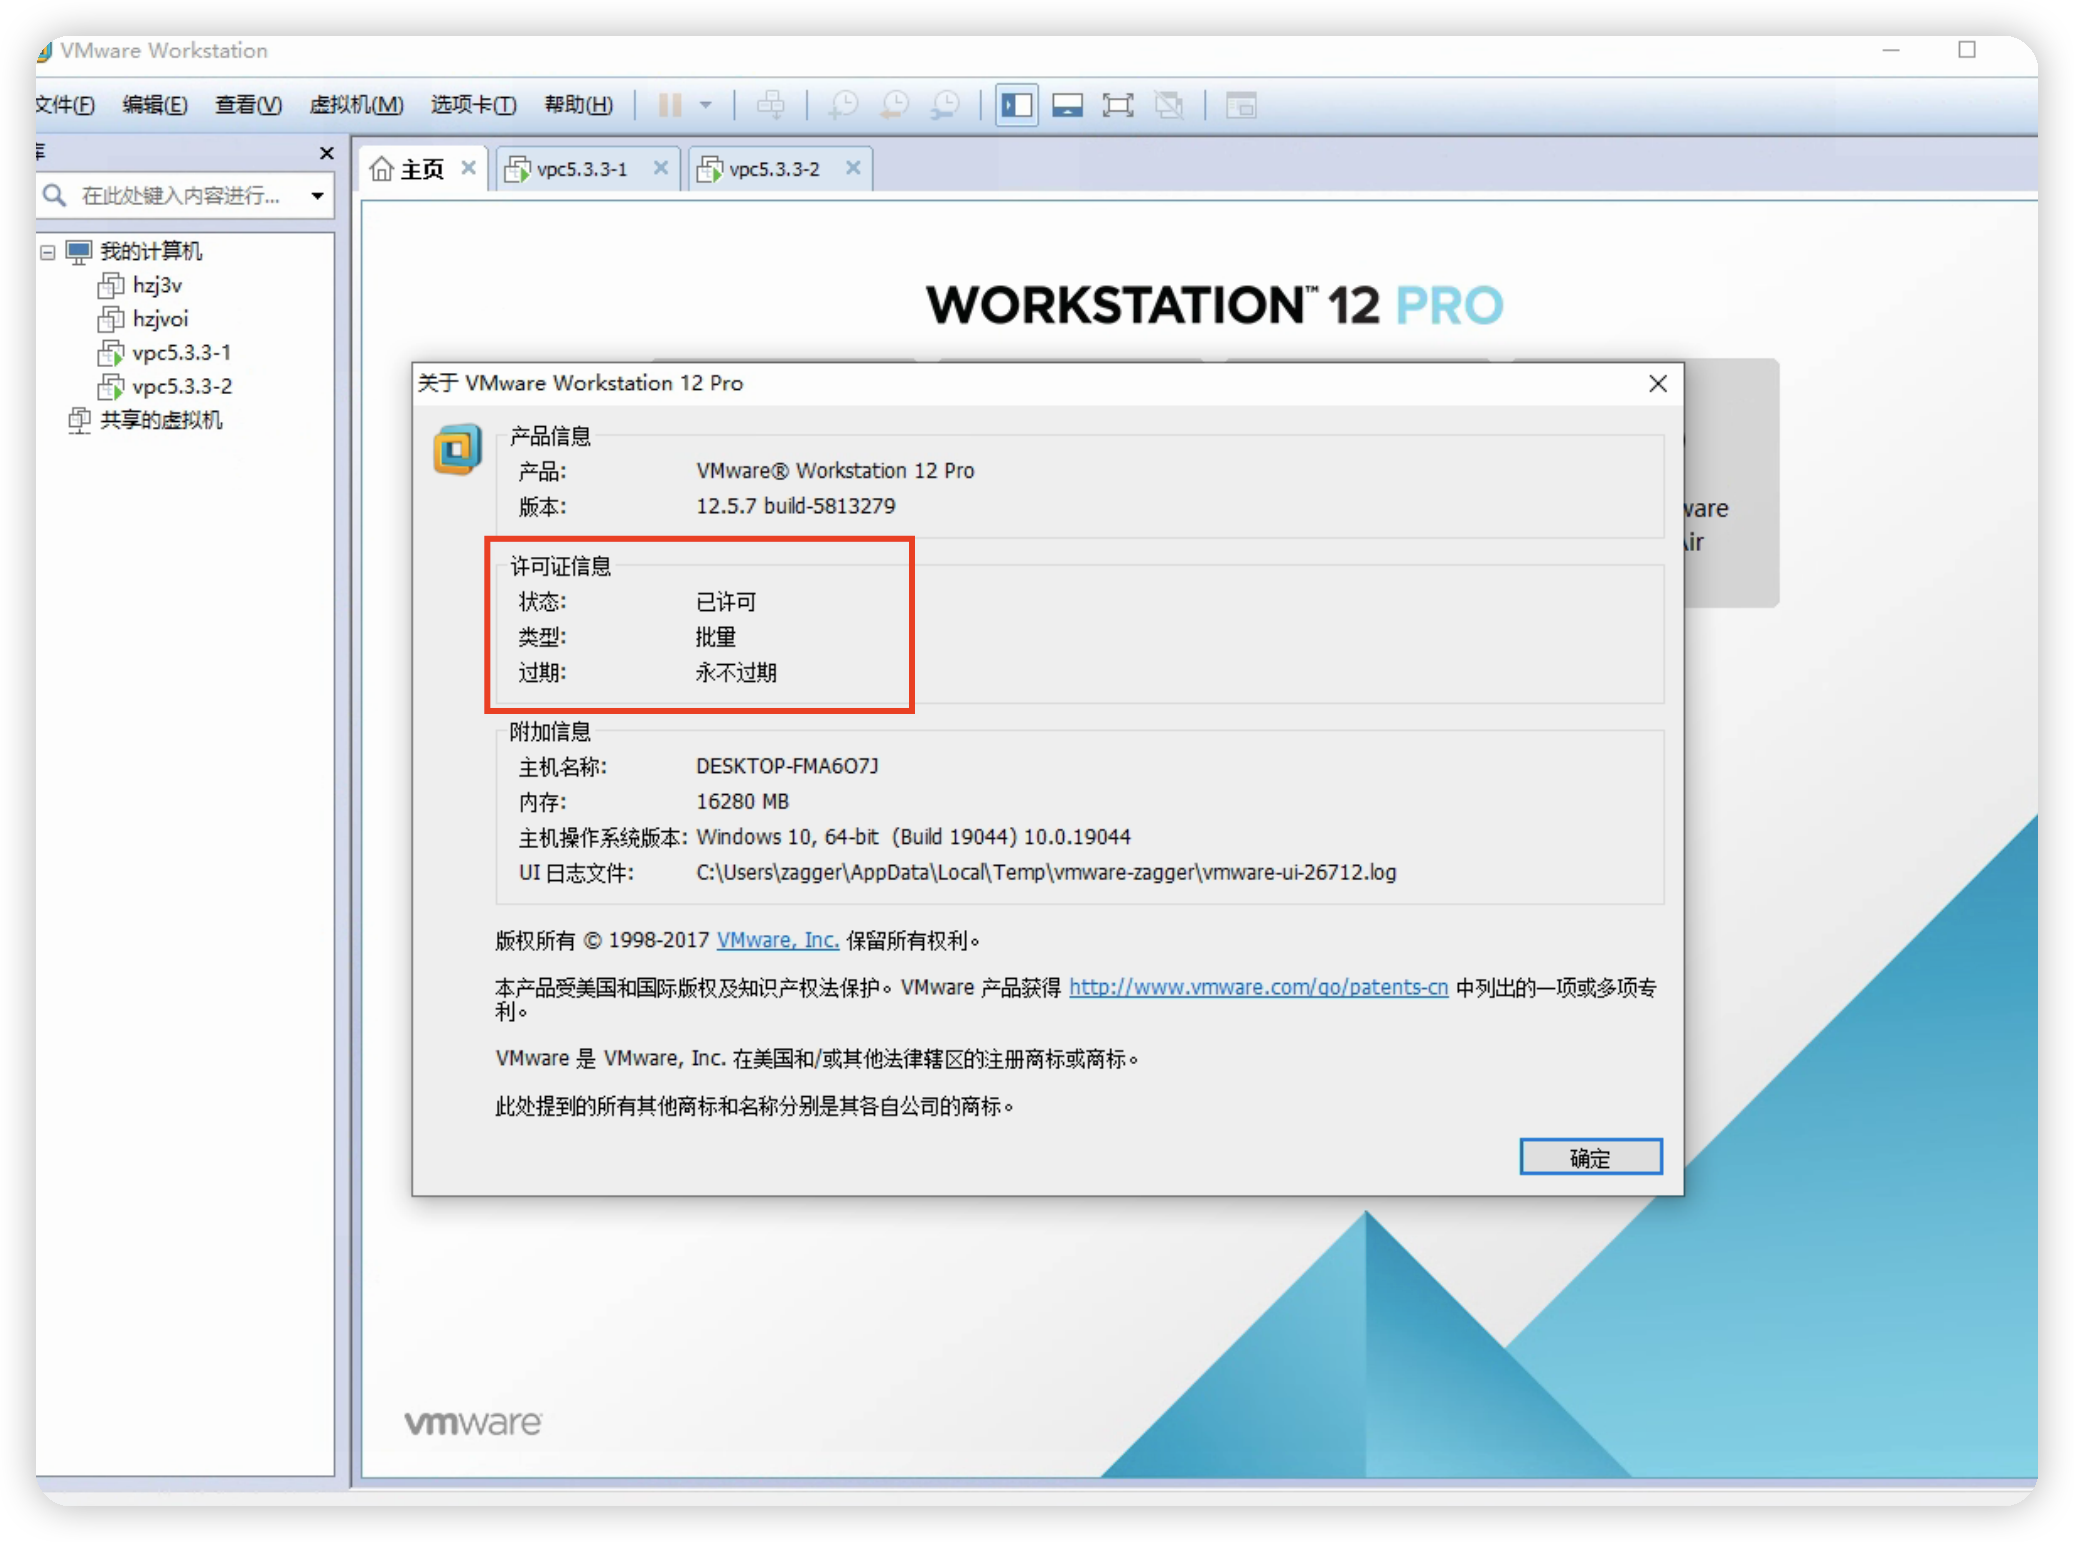 VMware Workstation
文件(F) 编辑(E) 查看(V) 虚拟机(M) 选项卡(T) 帮助(H)
库
在此处键入内容进行...
我的计算机
hzj3v
hzjvoi
vpc5.3.3-1
vpc5.3.3-2
共享的虚拟机
主页 vpc5.3.3-1 vpc5.3.3-2
WORKSTATION™ 12 PRO
关于 VMware Workstation 12 Pro
产品信息
产品: VMware® Workstation 12 Pro
版本: 12.5.7 build-5813279
许可证信息
状态: 已许可
类型: 批量
过期: 永不过期
附加信息
主机名称: DESKTOP-FMA6O7J
内存: 16280 MB
主机操作系统版本: Windows 10, 64-bit (Build 19044) 10.0.19044
UI 日志文件: C:\Users\zagger\AppData\Local\Temp\vmware-zagger\vmware-ui-26712.log
版权所有 © 1998-2017 VMware, Inc. 保留所有权利。
本产品受美国和国际版权及知识产权法保护。VMware 产品获得 http://www.vmware.com/go/patents-cn 中列出的一项或多项专
利。
VMware 是 VMware, Inc. 在美国和/或其他法律辖区的注册商标或商标。
此处提到的所有其他商标和名称分别是其各自公司的商标。
确定
ware
Air
vmware